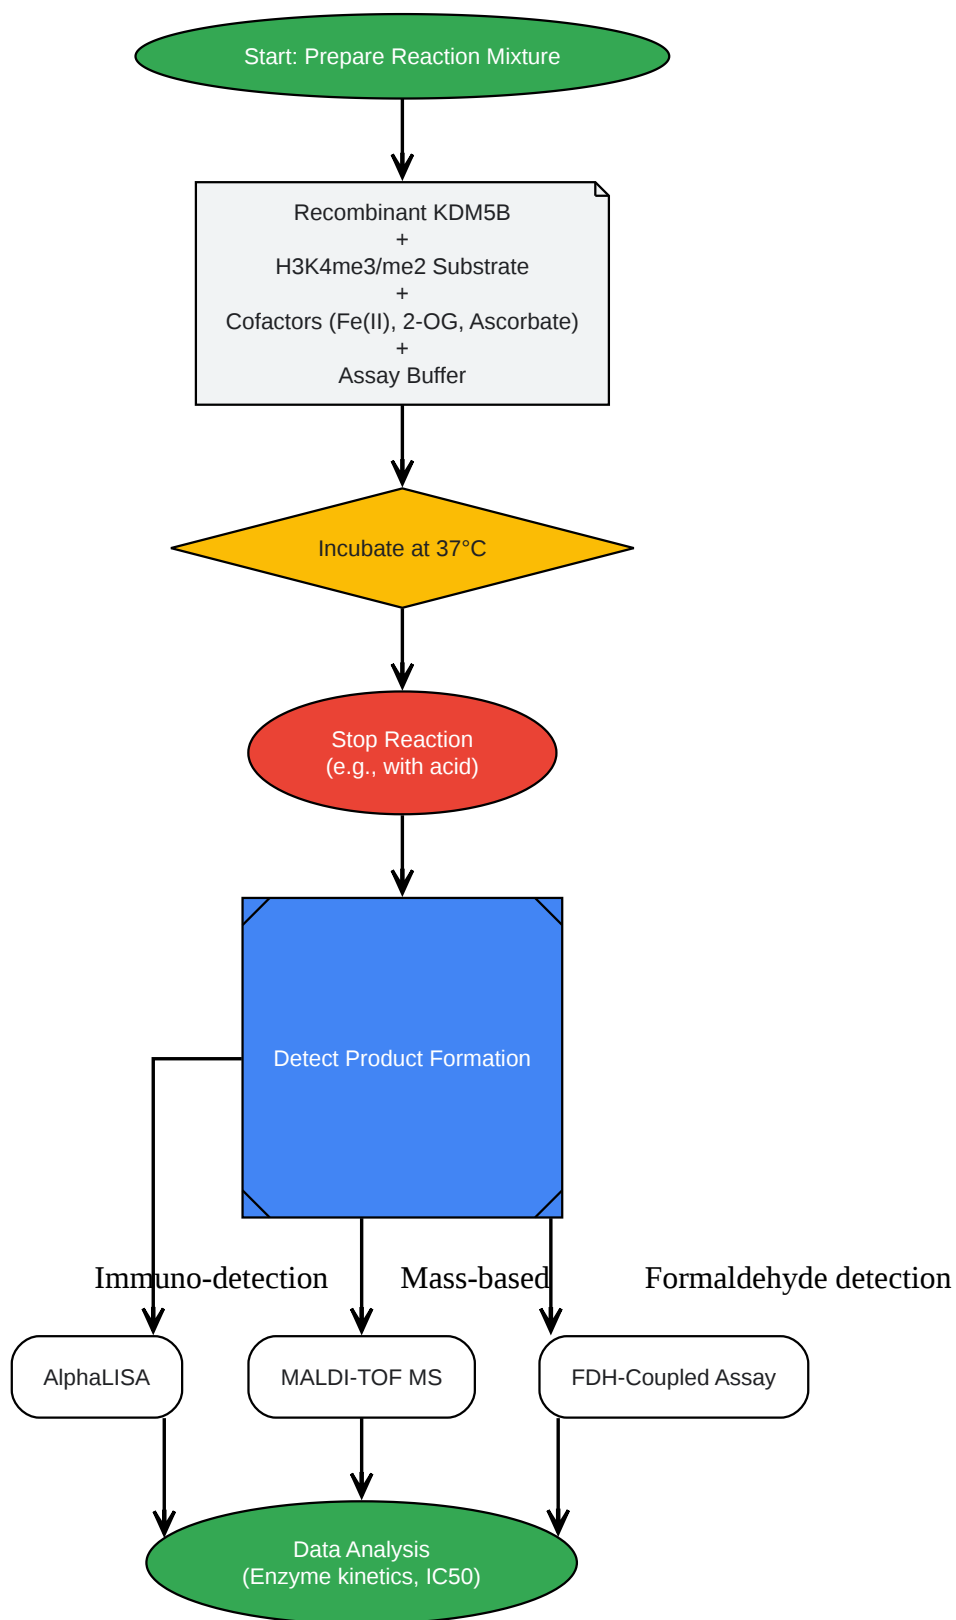 Start: Prepare Reaction Mixture
Recombinant KDM5B
+
H3K4me3/me2 Substrate
+
Cofactors (Fe(II), 2-OG, Ascorbate)
+
Assay Buffer
Incubate at 37°C
Stop Reaction
(e.g., with acid)
Detect Product Formation
Immuno-detection
Mass-based
Formaldehyde detection
AlphaLISA
MALDI-TOF MS
FDH-Coupled Assay
Data Analysis
(Enzyme kinetics, IC50)